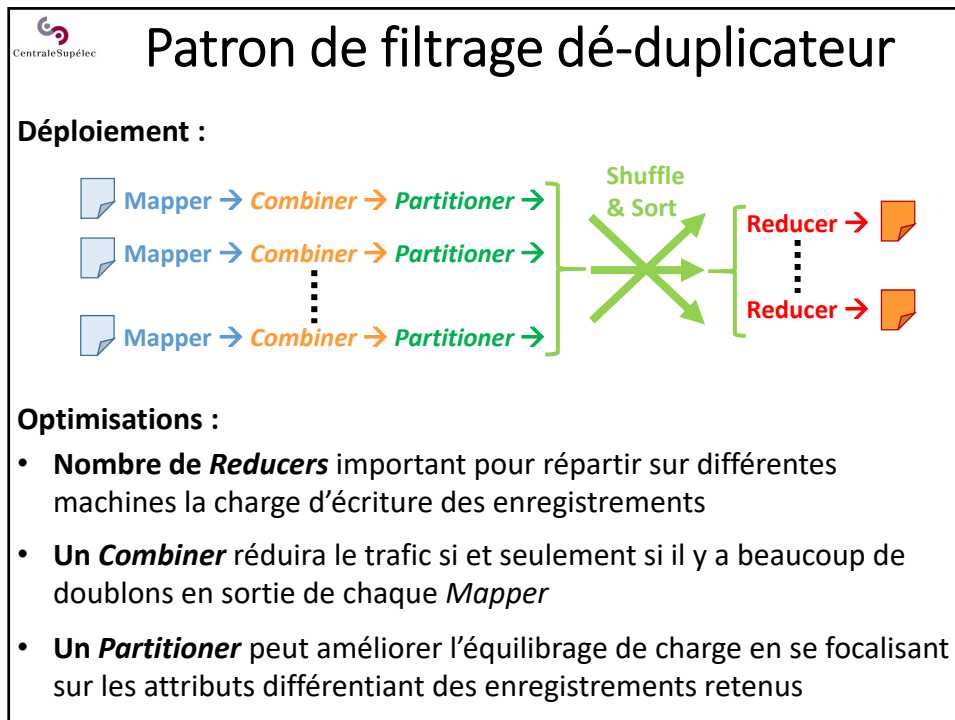 CentraleSupélec
Patron de filtrage dé-duplicateur
Déploiement :
Mapper → Combiner → Partitioner →
Mapper → Combiner → Partitioner →
Mapper → Combiner → Partitioner →
Shuffle
& Sort
Reducer →
Reducer →
Optimisations :
• Nombre de Reducers important pour répartir sur différentes
machines la charge d’écriture des enregistrements
• Un Combiner réduira le trafic si et seulement si il y a beaucoup de
doublons en sortie de chaque Mapper
• Un Partitioner peut améliorer l’équilibrage de charge en se focalisant
sur les attributs différentiant des enregistrements retenus